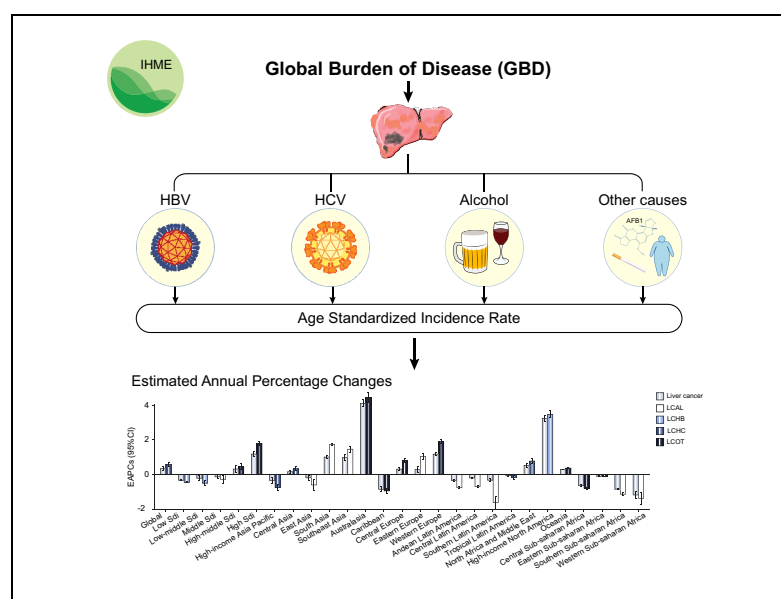 IHME
Global Burden of Disease (GBD)
HBV
HCV
Alcohol
Other causes
AFB1
Age Standardized Incidence Rate
Estimated Annual Percentage Changes
Liver cancer
LCAL
LCHB
LCHC
LCOT
EAPCs (95%CI)
4
2
0
-2
Global
Low Sdi
Low-middle Sdi
Middle Sdi
High-middle Sdi
High Sdi
High-income Asia Pacific
Central Asia
East Asia
South Asia
Southeast Asia
Australasia
Caribbean
Central Europe
Eastern Europe
Western Europe
Andean Latin America
Central Latin America
Southern Latin America
Tropical Latin America
North Africa and Middle East
High-income North America
Oceania
Central Sub-saharan Africa
Eastern Sub-saharan Africa
Southern Sub-saharan Africa
Western Sub-saharan Africa